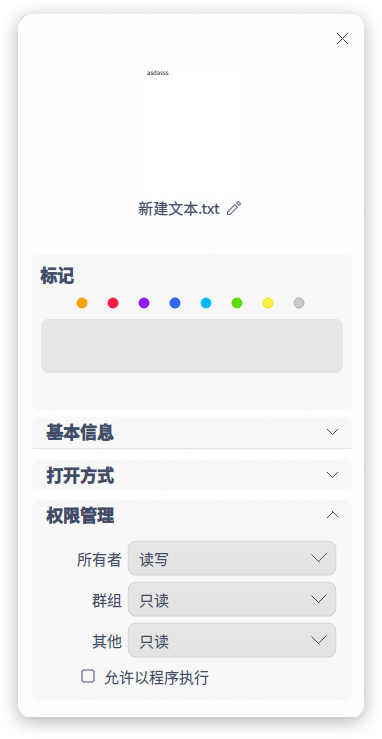 asdasss
新建文本.txt
标记
基本信息
打开方式
权限管理
所有者 读写
群组 只读
其他 只读
允许以程序执行